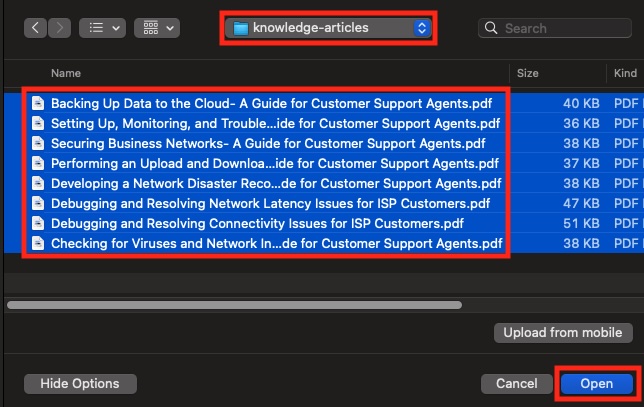 knowledge-articles
Search
Name Size Kind
Backing Up Data to the Cloud- A Guide for Customer Support Agents.pdf 40 KB PDF
Setting Up, Monitoring, and Trouble...ide for Customer Support Agents.pdf 36 KB PDF
Securing Business Networks- A Guide for Customer Support Agents.pdf 38 KB PDF
Performing an Upload and Downloa...ide for Customer Support Agents.pdf 37 KB PDF
Developing a Network Disaster Reco...de for Customer Support Agents.pdf 38 KB PDF
Debugging and Resolving Network Latency Issues for ISP Customers.pdf 47 KB PDF
Debugging and Resolving Connectivity Issues for ISP Customers.pdf 51 KB PDF
Checking for Viruses and Network In...de for Customer Support Agents.pdf 38 KB PDF
Upload from mobile
Hide Options Cancel Open